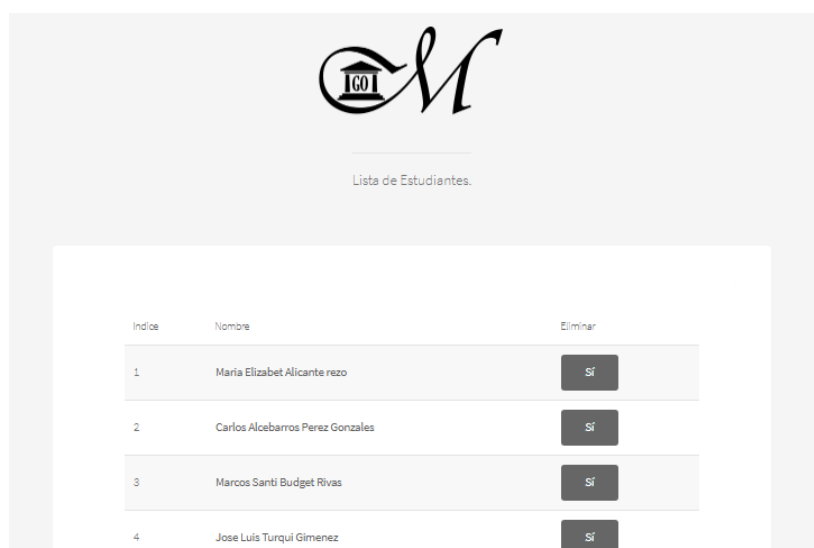 GO M
Lista de Estudiantes.
Indice Nombre Eliminar
1 Maria Elizabet Alicante rezo SÍ
2 Carlos Alcebarros Perez Gonzales SÍ
3 Marcos Santi Budget Rivas SÍ
4 Jose Luis Turqui Gimenez SÍ